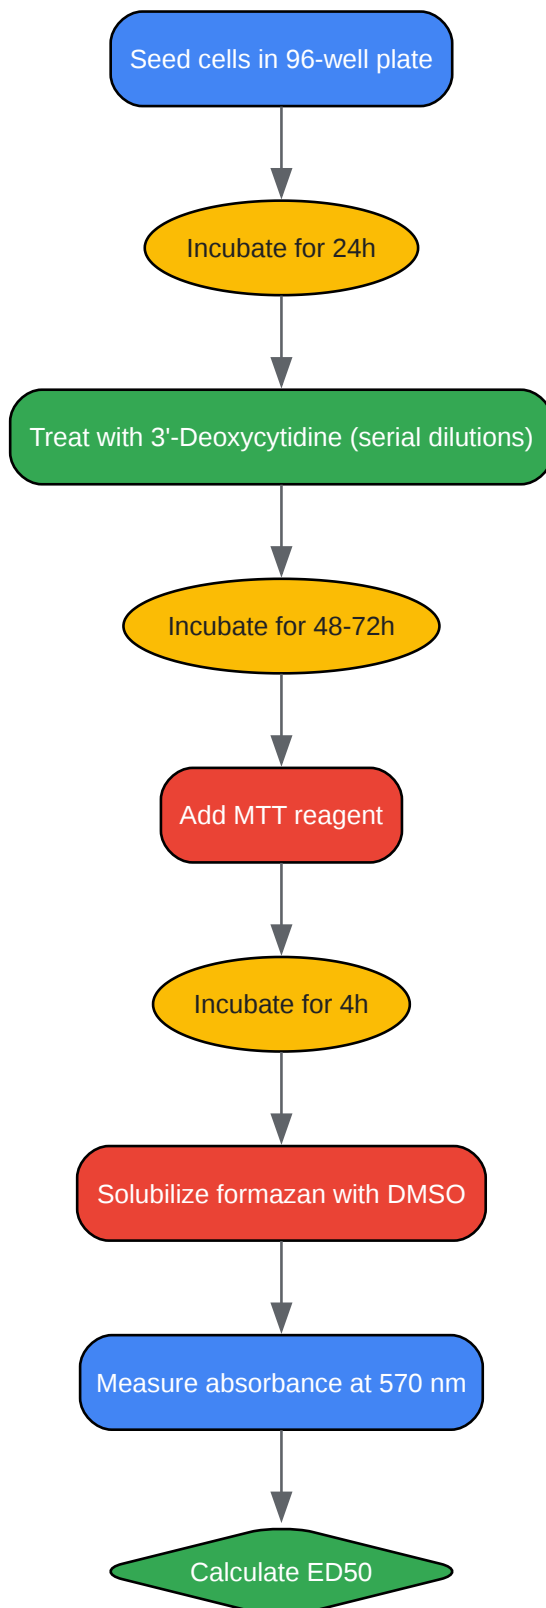 Seed cells in 96-well plate
Incubate for 24h
Treat with 3'-Deoxycytidine (serial dilutions)
Incubate for 48-72h
Add MTT reagent
Incubate for 4h
Solubilize formazan with DMSO
Measure absorbance at 570 nm
Calculate ED50